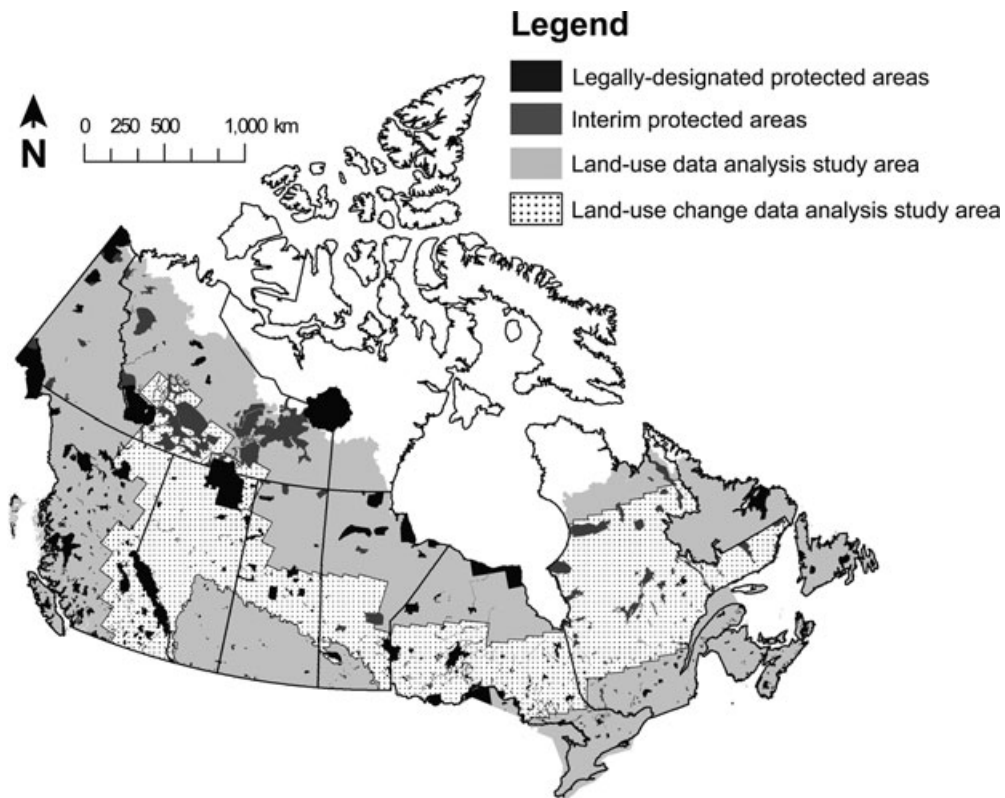 Legend
Legally-designated protected areas
Interim protected areas
Land-use data analysis study area
Land-use change data analysis study area
0 250 500 1,000 km
N